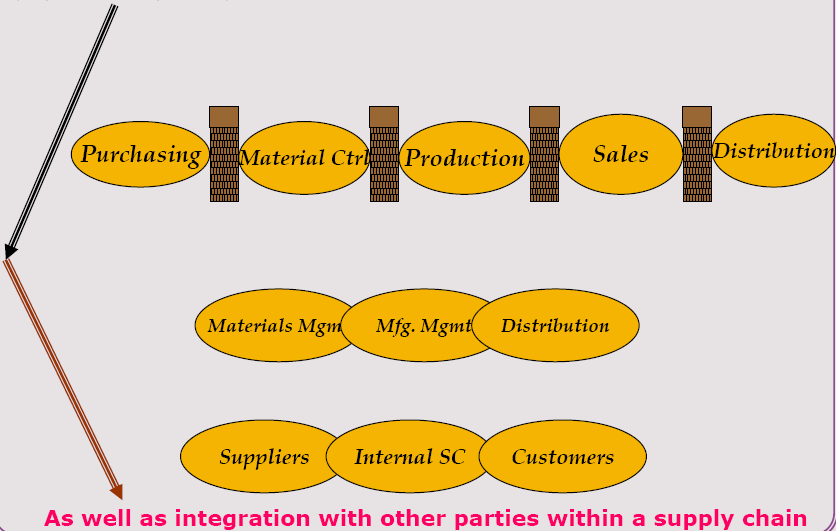 Purchasing Material Ctrl Production Sales Distribution
Materials Mgm Mfg. Mgmt Distribution
Suppliers Internal SC Customers
As well as integration with other parties within a supply chain